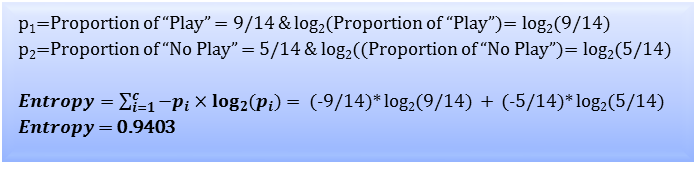 p₁=Proportion of “Play” = 9/14 & log₂(Proportion of “Play”)= log₂(9/14)
p₂=Proportion of “No Play” = 5/14 & log₂((Proportion of “No Play”)= log₂(5/14)
Entropy = ∑ᶜᵢ₌₁ −pᵢ × log₂(pᵢ) = (-9/14)*log₂(9/14) + (-5/14)*log₂(5/14)
Entropy = 0.9403